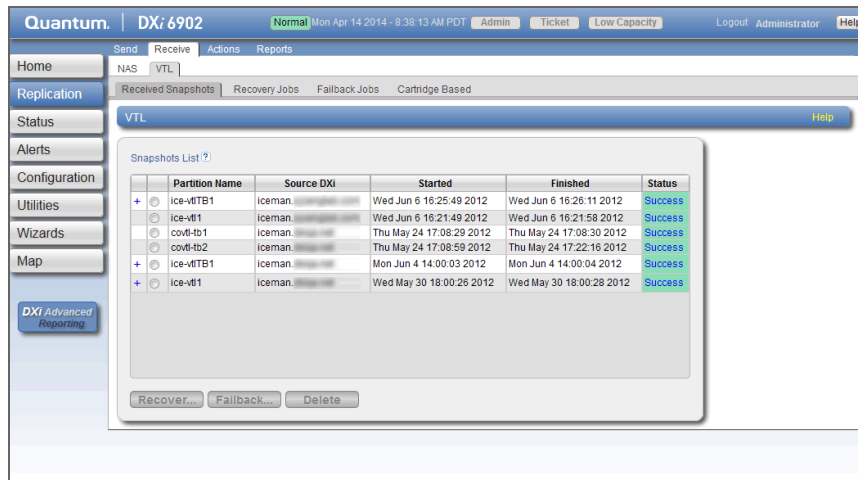 Quantum. DXi 6902 Normal Mon Apr 14 2014 - 8:38:13 AM PDT Admin Ticket Low Capacity Logout Administrator Help
Send Receive Actions Reports
Home
NAS VTL
Replication
Received Snapshots Recovery Jobs Failback Jobs Cartridge Based
Status
VTL Help
Alerts
Snapshots List ?
Configuration
Partition Name Source DXi Started Finished Status
Utilities
+ ice-vtlTB1 iceman. Wed Jun 6 16:25:49 2012 Wed Jun 6 16:26:11 2012 Success
ice-vtl1 iceman. Wed Jun 6 16:21:49 2012 Wed Jun 6 16:21:58 2012 Success
Wizards
covtl-tb1 iceman. Thu May 24 17:08:29 2012 Thu May 24 17:08:30 2012 Success
covtl-tb2 iceman. Thu May 24 17:08:59 2012 Thu May 24 17:22:16 2012 Success
Map
+ ice-vtlTB1 iceman. Mon Jun 4 14:00:03 2012 Mon Jun 4 14:00:04 2012 Success
+ ice-vtl1 iceman. Wed May 30 18:00:26 2012 Wed May 30 18:00:28 2012 Success
DXi Advanced
Reporting
Recover... Failback... Delete